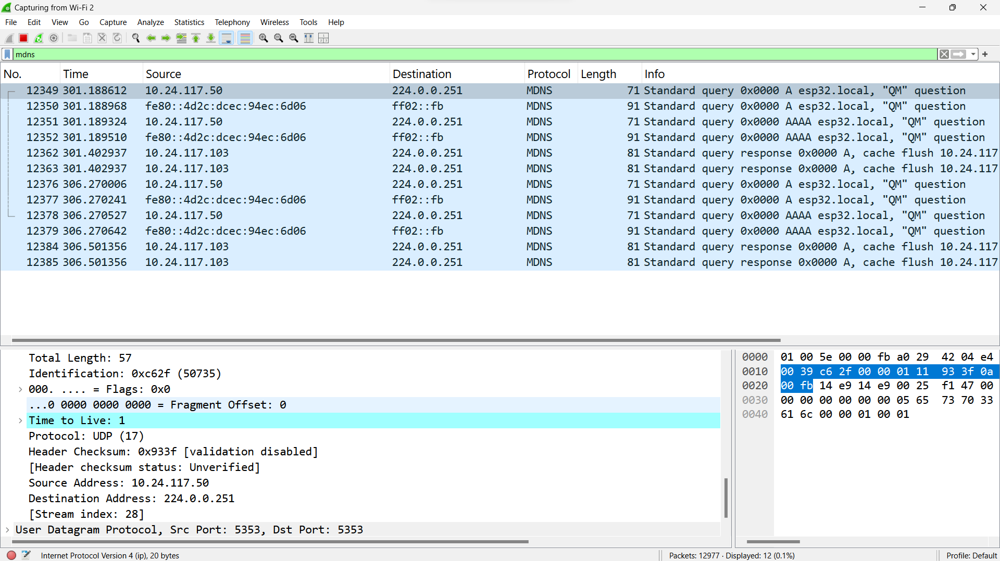 Capturing from Wi-Fi 2
File Edit View Go Capture Analyze Statistics Telephony Wireless Tools Help
mdns
No. Time Source Destination Protocol Length Info
12349 301.188612 10.24.117.50 224.0.0.251 MDNS 71 Standard query 0x0000 A esp32.local, "QM" question
12350 301.188968 fe80::4d2c:dcec:94ec:6d06 ff02::fb MDNS 91 Standard query 0x0000 A esp32.local, "QM" question
12351 301.189324 10.24.117.50 224.0.0.251 MDNS 71 Standard query 0x0000 AAAA esp32.local, "QM" question
12352 301.189510 fe80::4d2c:dcec:94ec:6d06 ff02::fb MDNS 91 Standard query 0x0000 AAAA esp32.local, "QM" question
12362 301.402937 10.24.117.103 224.0.0.251 MDNS 81 Standard query response 0x0000 A, cache flush 10.24.117
12363 301.402937 10.24.117.103 224.0.0.251 MDNS 81 Standard query response 0x0000 A, cache flush 10.24.117
12376 306.270006 10.24.117.50 224.0.0.251 MDNS 71 Standard query 0x0000 A esp32.local, "QM" question
12377 306.270241 fe80::4d2c:dcec:94ec:6d06 ff02::fb MDNS 91 Standard query 0x0000 A esp32.local, "QM" question
12378 306.270527 10.24.117.50 224.0.0.251 MDNS 71 Standard query 0x0000 AAAA esp32.local, "QM" question
12379 306.270642 fe80::4d2c:dcec:94ec:6d06 ff02::fb MDNS 91 Standard query 0x0000 AAAA esp32.local, "QM" question
12384 306.501356 10.24.117.103 224.0.0.251 MDNS 81 Standard query response 0x0000 A, cache flush 10.24.117
12385 306.501356 10.24.117.103 224.0.0.251 MDNS 81 Standard query response 0x0000 A, cache flush 10.24.117
Total Length: 57
Identification: 0xc62f (50735)
000. .... = Flags: 0x0
...0 0000 0000 0000 = Fragment Offset: 0
Time to Live: 1
Protocol: UDP (17)
Header Checksum: 0x933f [validation disabled]
[Header checksum status: Unverified]
Source Address: 10.24.117.50
Destination Address: 224.0.0.251
[Stream index: 28]
User Datagram Protocol, Src Port: 5353, Dst Port: 5353
0000 01 00 5e 00 00 fb a0 29 42 04 e4
0010 00 39 c6 2f 00 00 01 11 93 3f 0a
0020 00 fb 14 e9 14 e9 00 25 f1 47 00
0030 00 00 00 00 00 00 05 65 73 70 33
0040 61 6c 00 00 01 00 01
Internet Protocol Version 4 (ip), 20 bytes
Packets: 12977 · Displayed: 12 (0.1%)
Profile: Default